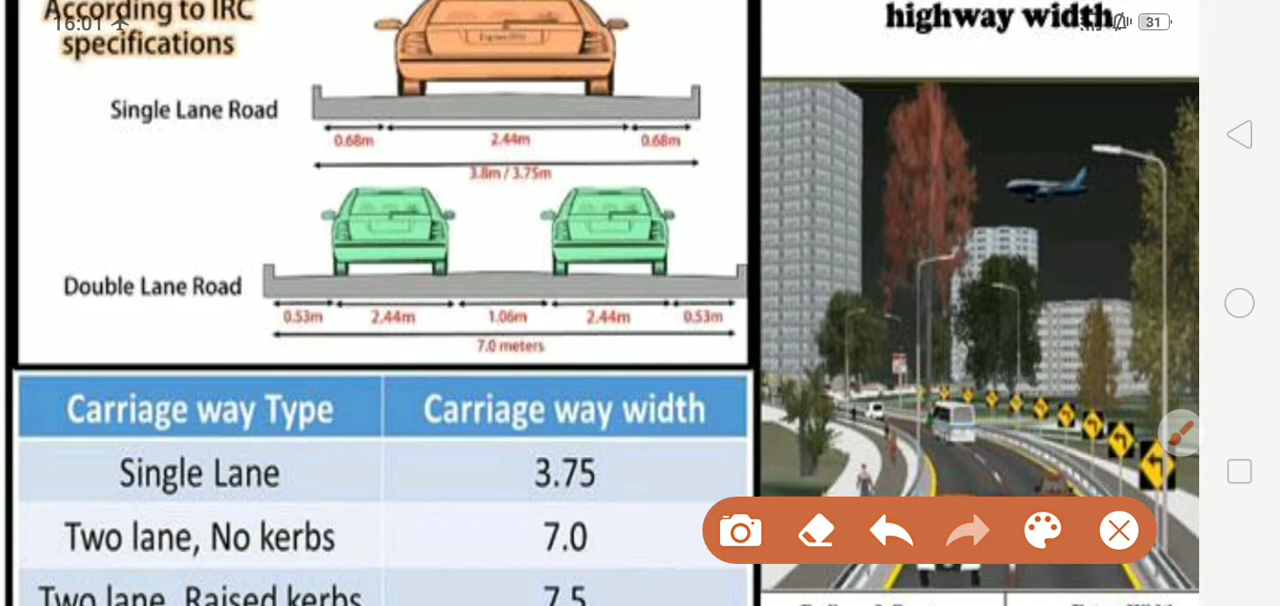 According to IRC
specifications
16:01
highway width
31
Single Lane Road
0.68m
2.44m
0.68m
3.8m / 3.75m
Double Lane Road
0.53m
2.44m
1.06m
2.44m
0.53m
7.0 meters
Carriage way Type
Carriage way width
Single Lane
3.75
Two lane, No kerbs
7.0
Two lane, Raised kerbs
7.5